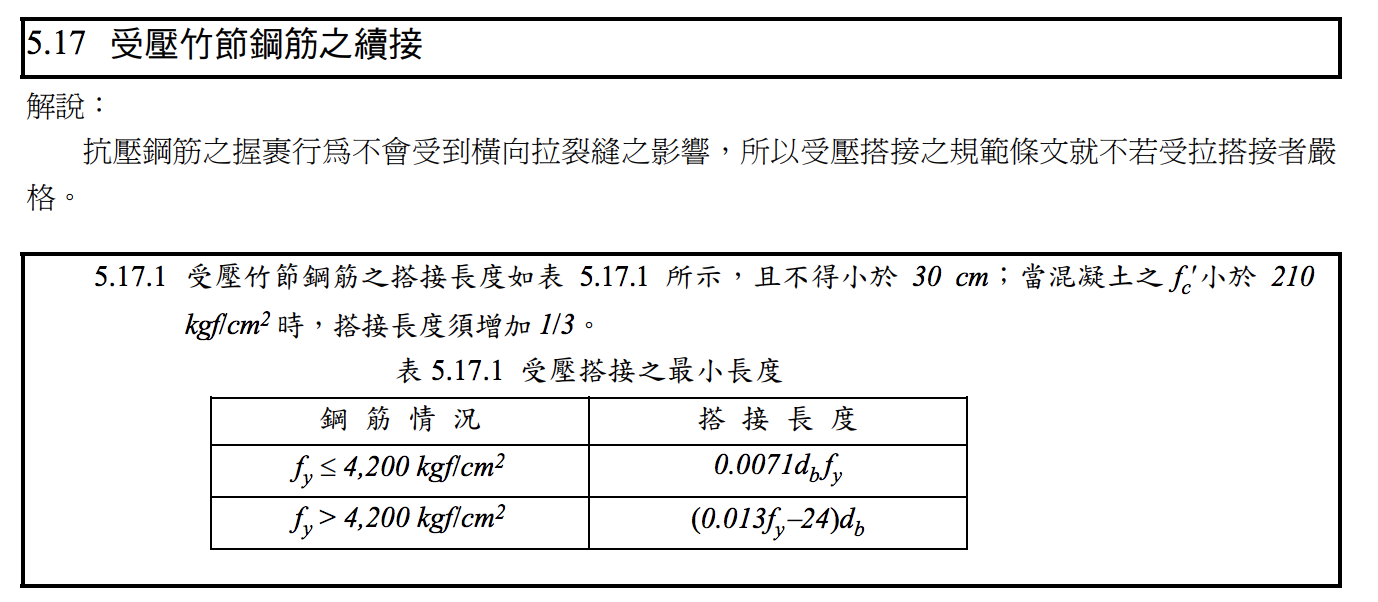 5.17 受壓竹節鋼筋之續接
解說：
抗壓鋼筋之握裹行為不會受到橫向拉裂縫之影響，所以受壓搭接之規範條文就不若受拉搭接者嚴
格。
5.17.1 受壓竹節鋼筋之搭接長度如表 5.17.1 所示，且不得小於 30 cm；當混凝土之 f′c 小於 210
kgf/cm² 時，搭接長度須增加 1/3。
表 5.17.1 受壓搭接之最小長度
鋼 筋 情 況 搭 接 長 度
fy ≤ 4,200 kgf/cm² 0.0071dbfy
fy > 4,200 kgf/cm² (0.013fy–24)db